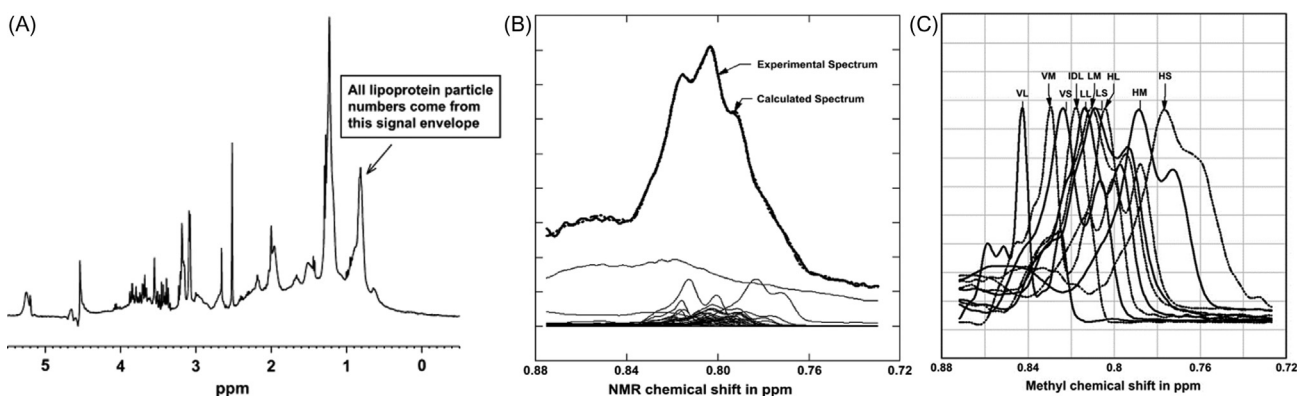 (A)
All lipoprotein particle
numbers come from
this signal envelope
5 4 3 2 1 0
ppm
(B)
Experimental Spectrum
Calculated Spectrum
0.88 0.84 0.80 0.76 0.72
NMR chemical shift in ppm
(C)
VL VM VS IDL LL LM LS HL HM HS
0.88 0.84 0.80 0.76 0.72
Methyl chemical shift in ppm